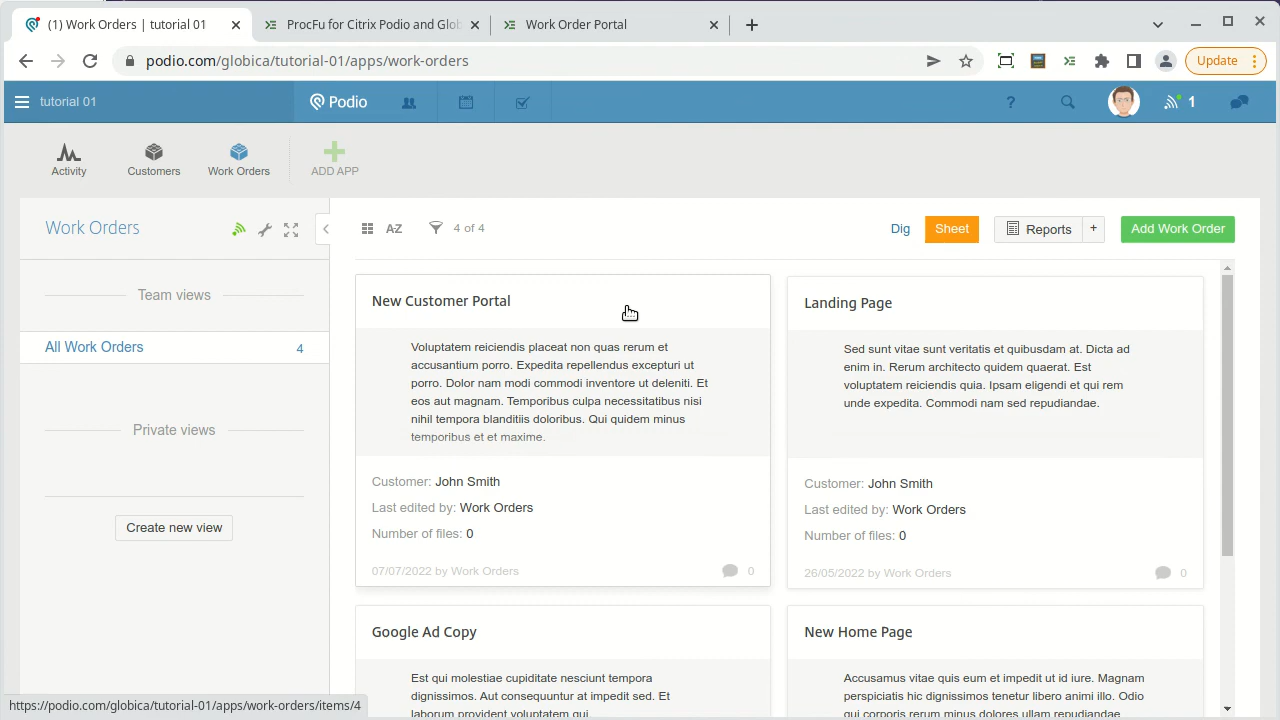 (1) Work Orders | tutorial 01
ProcFu for Citrix Podio and Glob
Work Order Portal
podio.com/globica/tutorial-01/apps/work-orders
Update
tutorial 01
Podio
?
1
Activity
Customers
Work Orders
ADD APP
Work Orders
A-Z
4 of 4
Dig
Sheet
Reports
+
Add Work Order
Team views
All Work Orders
4
Private views
Create new view
New Customer Portal
Voluptatem reiciendis placeat non quas rerum et
accusantium porro. Expedita repellendus excepturi ut
porro. Dolor nam modi commodi inventore ut deleniti. Et
eos aut magnam. Temporibus culpa necessitatibus nisi
nihil tempora blanditiis doloribus. Qui quidem minus
temporibus et et maxime.
Customer: John Smith
Last edited by: Work Orders
Number of files: 0
07/07/2022 by Work Orders
0
Landing Page
Sed sunt vitae sunt veritatis et quibusdam at. Dicta ad
enim in. Rerum architecto quidem quaerat. Est
voluptatem reiciendis quia. Ipsam eligendi et qui rem
unde expedita. Commodi nam sed repudiandae.
Customer: John Smith
Last edited by: Work Orders
Number of files: 0
26/05/2022 by Work Orders
0
Google Ad Copy
Est qui molestiae cupiditate nesciunt tempora
dignissimos. Aut consequuntur at impedit sed. Et
laborum provident voluptatum qui.
New Home Page
Accusamus vitae quis eum et impedit ut id iure. Magnam
perspiciatis hic dignissimos tenetur libero animi illo. Odio
qui corporis rerum minus dolores ullam repudiandae
https://podio.com/globica/tutorial-01/apps/work-orders/items/4